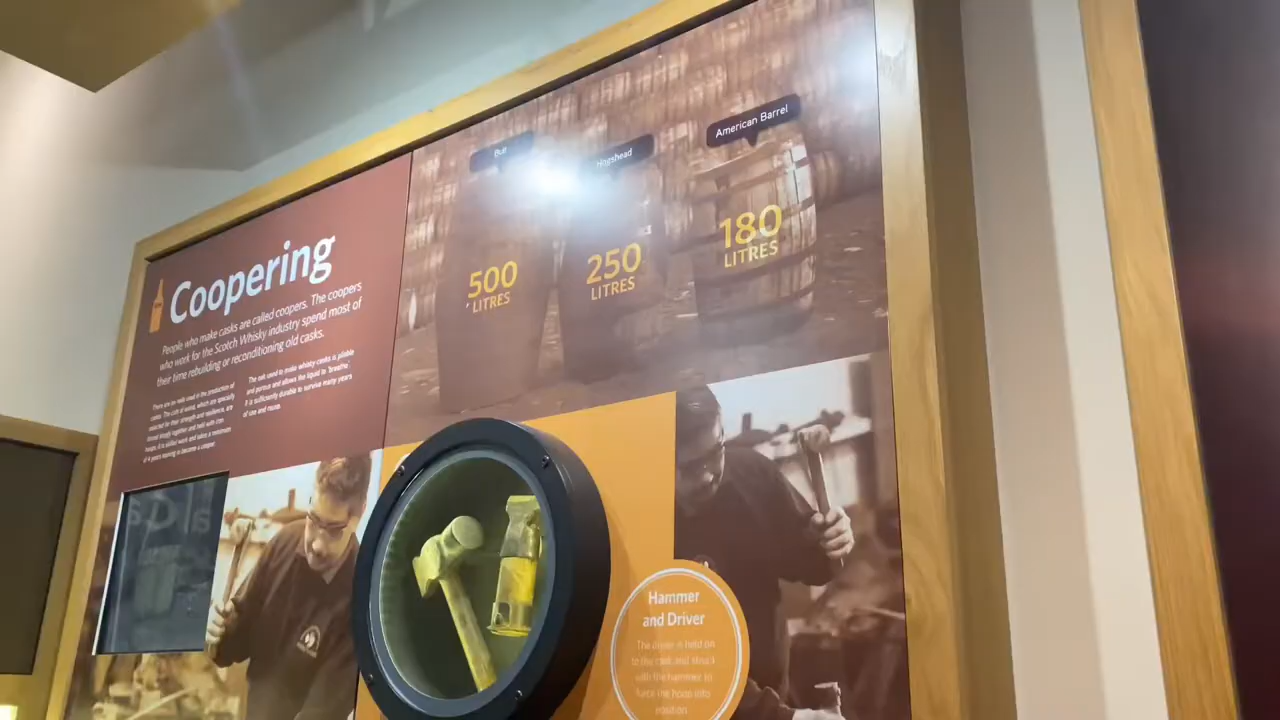 Butt
Hogshead
American Barrel
500
LITRES
250
LITRES
180
LITRES
Coopering
People who make casks are called coopers. The coopers
who work for the Scotch Whisky industry spend most of
their time rebuilding or reconditioning old casks.
The oak used to make whisky casks is pliable
and porous and allows the liquid to 'breathe'.
It is sufficiently durable to survive many years
of use and reuse.
Hammer
and Driver
The driver is held on
to the cask and struck
with the hammer to
force the hoop into
position.